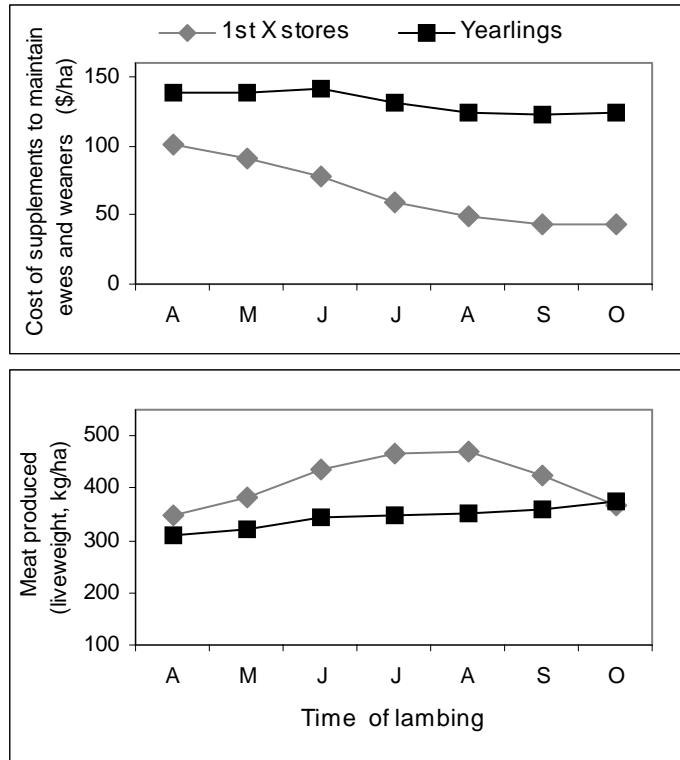 1st X stores Yearlings
Cost of supplements to maintain
ewes and weaners ($/ha)
150
100
50
0
A M J J A S O
Meat produced
(liveweight, kg/ha)
500
400
300
200
100
A M J J A S O
Time of lambing